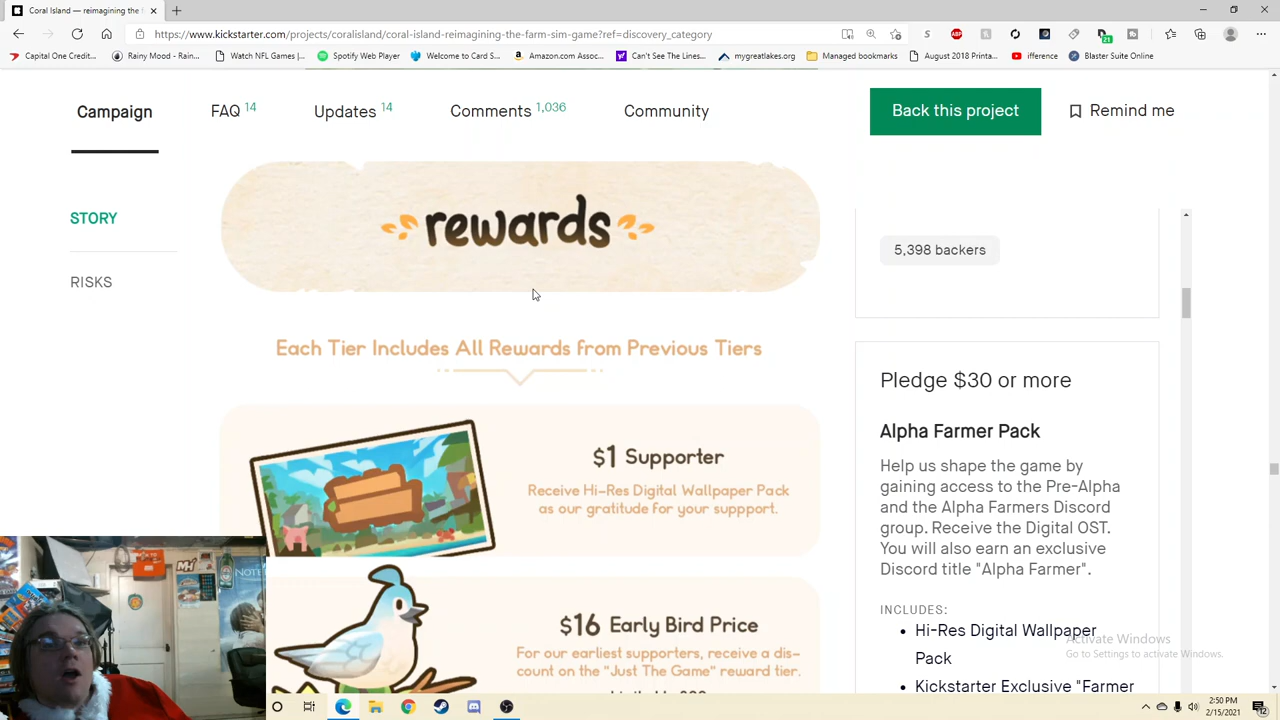 Coral Island — reimagining the f
https://www.kickstarter.com/projects/coralisland/coral-island-reimagining-the-farm-sim-game?ref=discovery_category
ABP
21
Capital One Credit...
Rainy Mood - Rain...
Watch NFL Games |...
Spotify Web Player
Welcome to Card S...
Amazon.com Assoc...
Can't See The Lines...
mygreatlakes.org
Managed bookmarks
August 2018 Printa...
ifference
Blaster Suite Online
Campaign
FAQ 14
Updates 14
Comments 1,036
Community
Back this project
Remind me
STORY
RISKS
rewards
Each Tier Includes All Rewards from Previous Tiers
$1 Supporter
Receive Hi-Res Digital Wallpaper Pack
as our gratitude for your suppport.
$16 Early Bird Price
For our earliest supporters, receive a dis-
count on the "Just The Game" reward tier.
5,398 backers
Pledge $30 or more
Alpha Farmer Pack
Help us shape the game by
gaining access to the Pre-Alpha
and the Alpha Farmers Discord
group. Receive the Digital OST.
You will also earn an exclusive
Discord title "Alpha Farmer".
INCLUDES:
• Hi-Res Digital Wallpaper
Pack
• Kickstarter Exclusive "Farmer
Activate Windows
Go to Settings to activate Windows.
NOTE
2:50 PM
2/15/2021
12